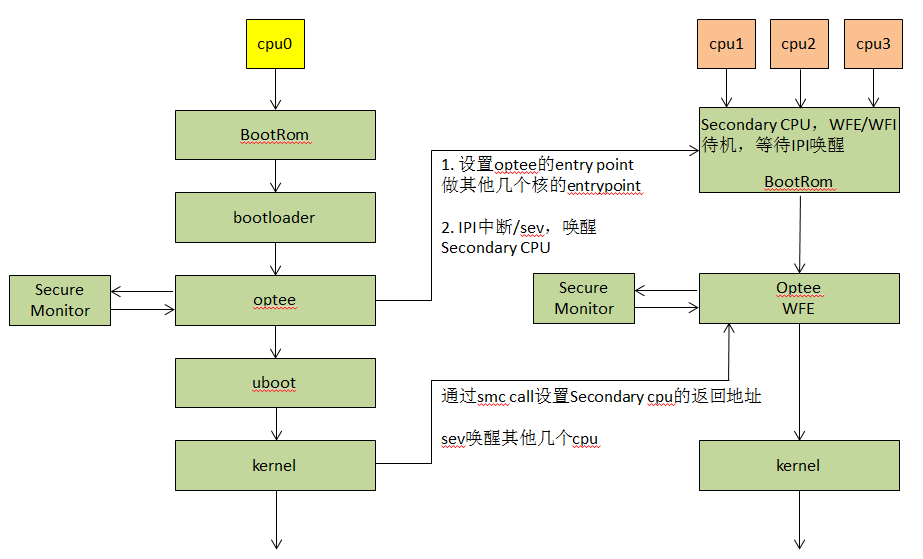 cpu0
BootRom
bootloader
Secure
Monitor
optee
uboot
kernel
1. 设置optee的entry point
做其他几个核的entrypoint
2. IPI中断/sev，唤醒
Secondary CPU
通过smc call设置Secondary cpu的返回地址
sev唤醒其他几个cpu
cpu1
cpu2
cpu3
Secondary CPU，WFE/WFI
待机，等待IPI唤醒
BootRom
Secure
Monitor
Optee
WFE
kernel